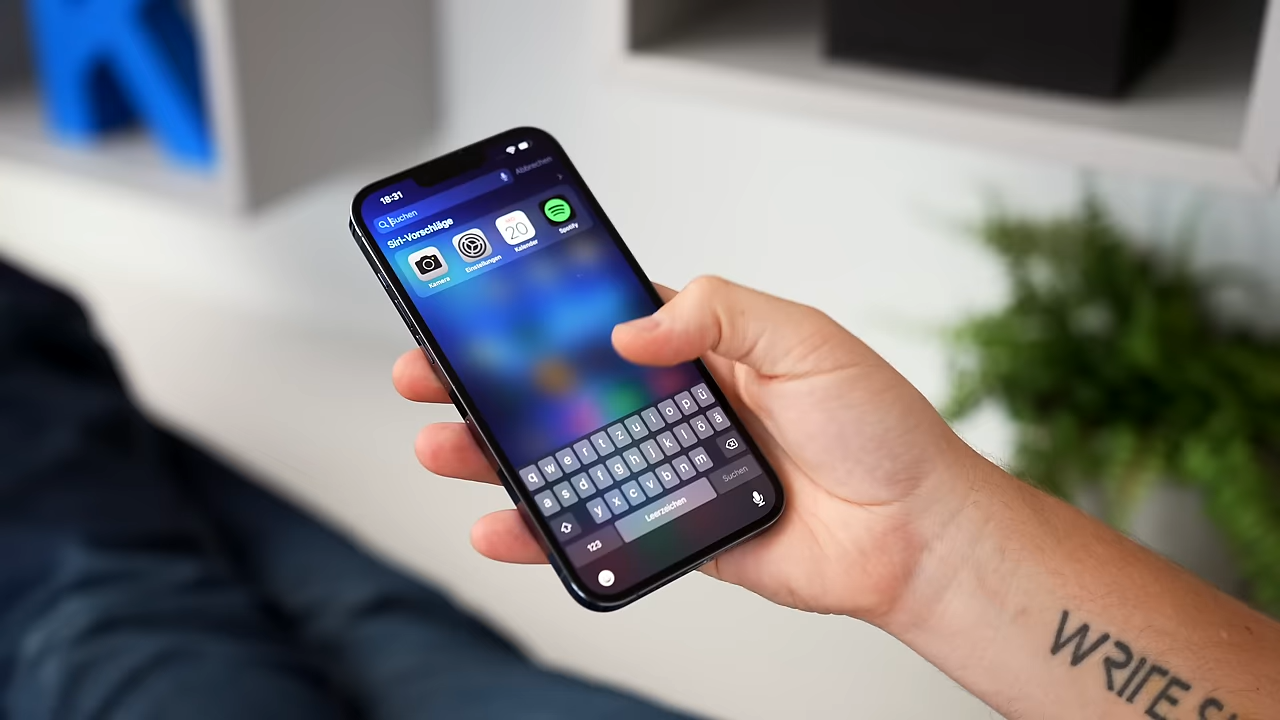 K
18:31
Suchen
Abbrechen
Siri-Vorschläge
20
Kamera
Einstellungen
Kalender
Spotify
q w e r t z u i o p ü
a s d f g h j k l ö ä
y x c v b n m
123
Leerzeichen
Suchen
WRITE